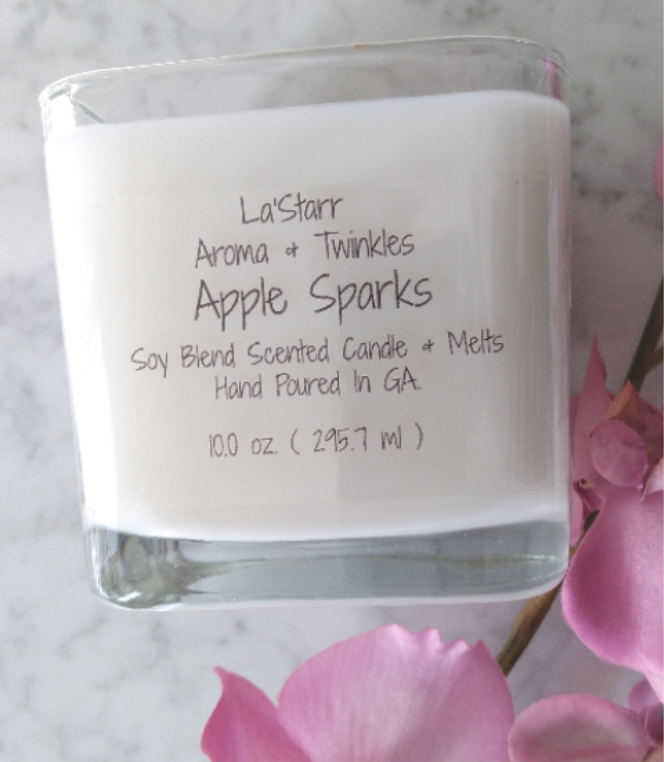 La'Starr
Aroma & Twinkles
Apple Sparks
Soy Blend Scented Candle & Melts
Hand Poured In GA.
10.0 oz. ( 295.7 ml )